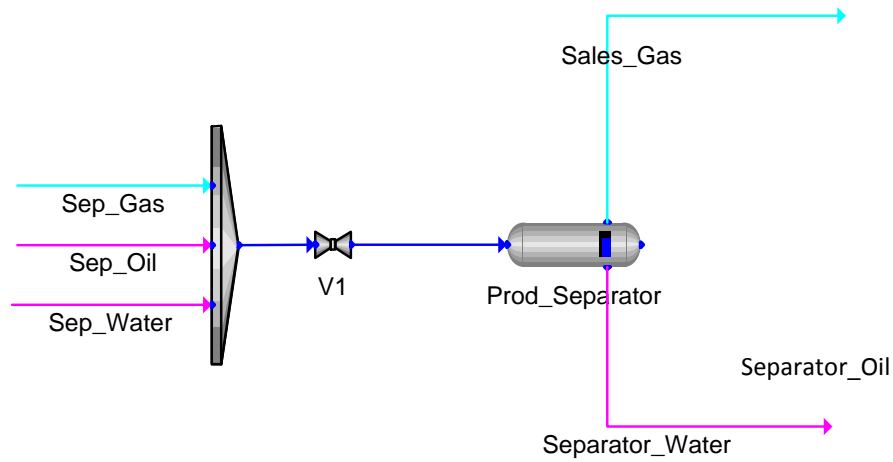 Sales_Gas
Sep_Gas
Sep_Oil
V1
Prod_Separator
Sep_Water
Separator_Oil
Separator_Water